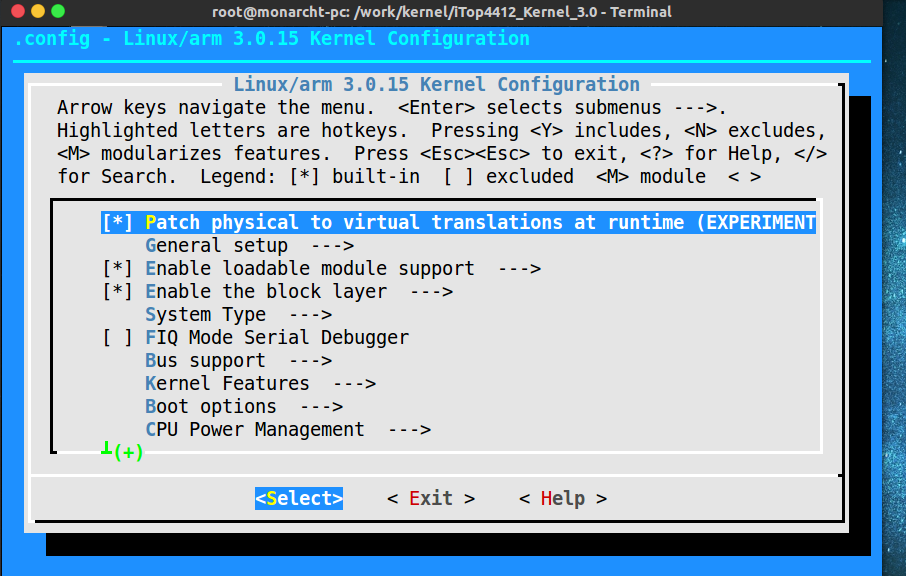 root@monarcht-pc: /work/kernel/iTop4412_Kernel_3.0 - Terminal
.config - Linux/arm 3.0.15 Kernel Configuration
Linux/arm 3.0.15 Kernel Configuration
Arrow keys navigate the menu.  <Enter> selects submenus --->.
Highlighted letters are hotkeys.  Pressing <Y> includes, <N> excludes,
<M> modularizes features.  Press <Esc><Esc> to exit, <?> for Help, </>
for Search.  Legend: [*] built-in  [ ] excluded  <M> module  < >
[*] Patch physical to virtual translations at runtime (EXPERIMENT
General setup  --->
[*] Enable loadable module support  --->
[*] Enable the block layer  --->
System Type  --->
[ ] FIQ Mode Serial Debugger
Bus support  --->
Kernel Features  --->
Boot options  --->
CPU Power Management  --->
┴(+)
<Select>    < Exit >    < Help >